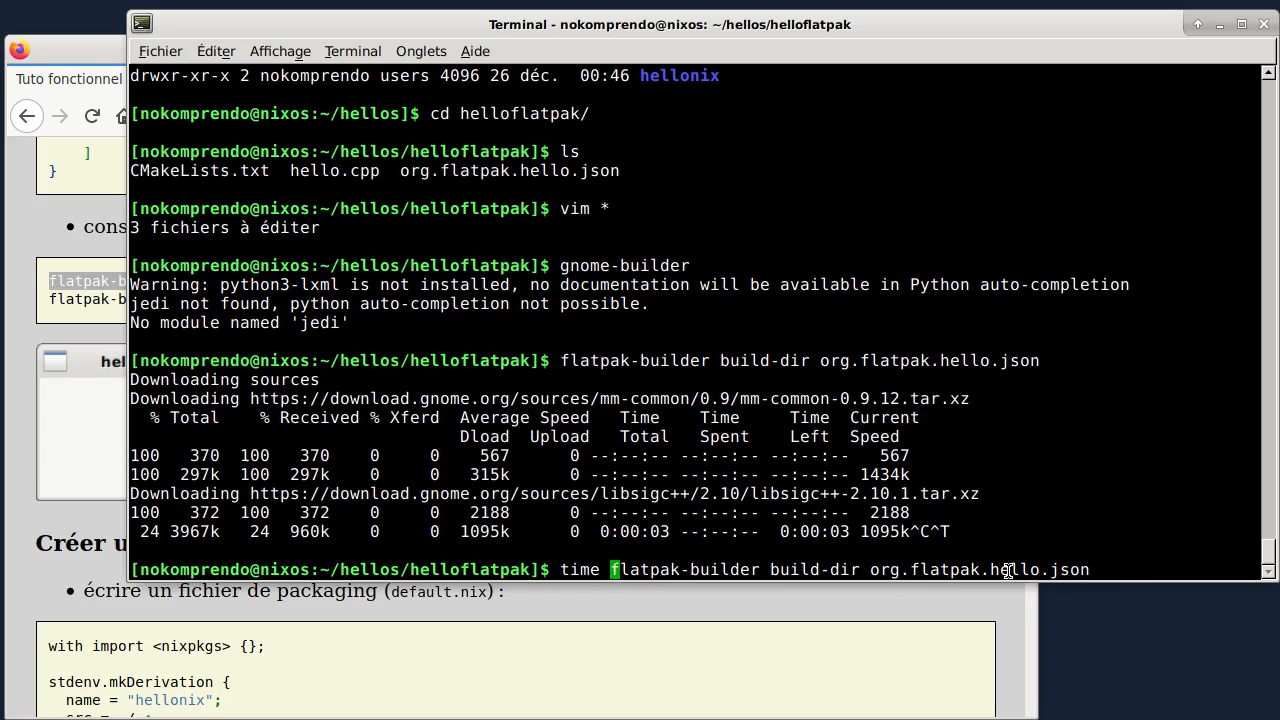 Terminal - nokomprendo@nixos: ~/hellos/helloflatpak
Fichier Éditer Affichage Terminal Onglets Aide
drwxr-xr-x 2 nokomprendo users 4096 26 déc.  00:46 hellonix
[nokomprendo@nixos:~/hellos]$ cd helloflatpak/
[nokomprendo@nixos:~/hellos/helloflatpak]$ ls
CMakeLists.txt  hello.cpp  org.flatpak.hello.json
[nokomprendo@nixos:~/hellos/helloflatpak]$ vim *
3 fichiers à éditer
[nokomprendo@nixos:~/hellos/helloflatpak]$ gnome-builder
Warning: python3-lxml is not installed, no documentation will be available in Python auto-completion
jedi not found, python auto-completion not possible.
No module named 'jedi'
[nokomprendo@nixos:~/hellos/helloflatpak]$ flatpak-builder build-dir org.flatpak.hello.json
Downloading sources
Downloading https://download.gnome.org/sources/mm-common/0.9/mm-common-0.9.12.tar.xz
  % Total    % Received % Xferd  Average Speed   Time    Time     Time  Current
                                 Dload  Upload   Total   Spent    Left  Speed
100   370  100   370    0     0    567      0 --:--:-- --:--:-- --:--:--   567
100  297k  100  297k    0     0   315k      0 --:--:-- --:--:-- --:--:-- 1434k
Downloading https://download.gnome.org/sources/libsigc++/2.10/libsigc++-2.10.1.tar.xz
100   372  100   372    0     0   2188      0 --:--:-- --:--:-- --:--:--  2188
 24 3967k   24  960k    0     0  1095k      0  0:00:03 --:--:--  0:00:03 1095k^C^T
[nokomprendo@nixos:~/hellos/helloflatpak]$ time flatpak-builder build-dir org.flatpak.hello.json
Tuto fonctionnel
]
}
cons
flatpak-b
flatpak-b
hel
Créer u
écrire un fichier de packaging (default.nix) :
with import <nixpkgs> {};
stdenv.mkDerivation {
name = "hellonix";